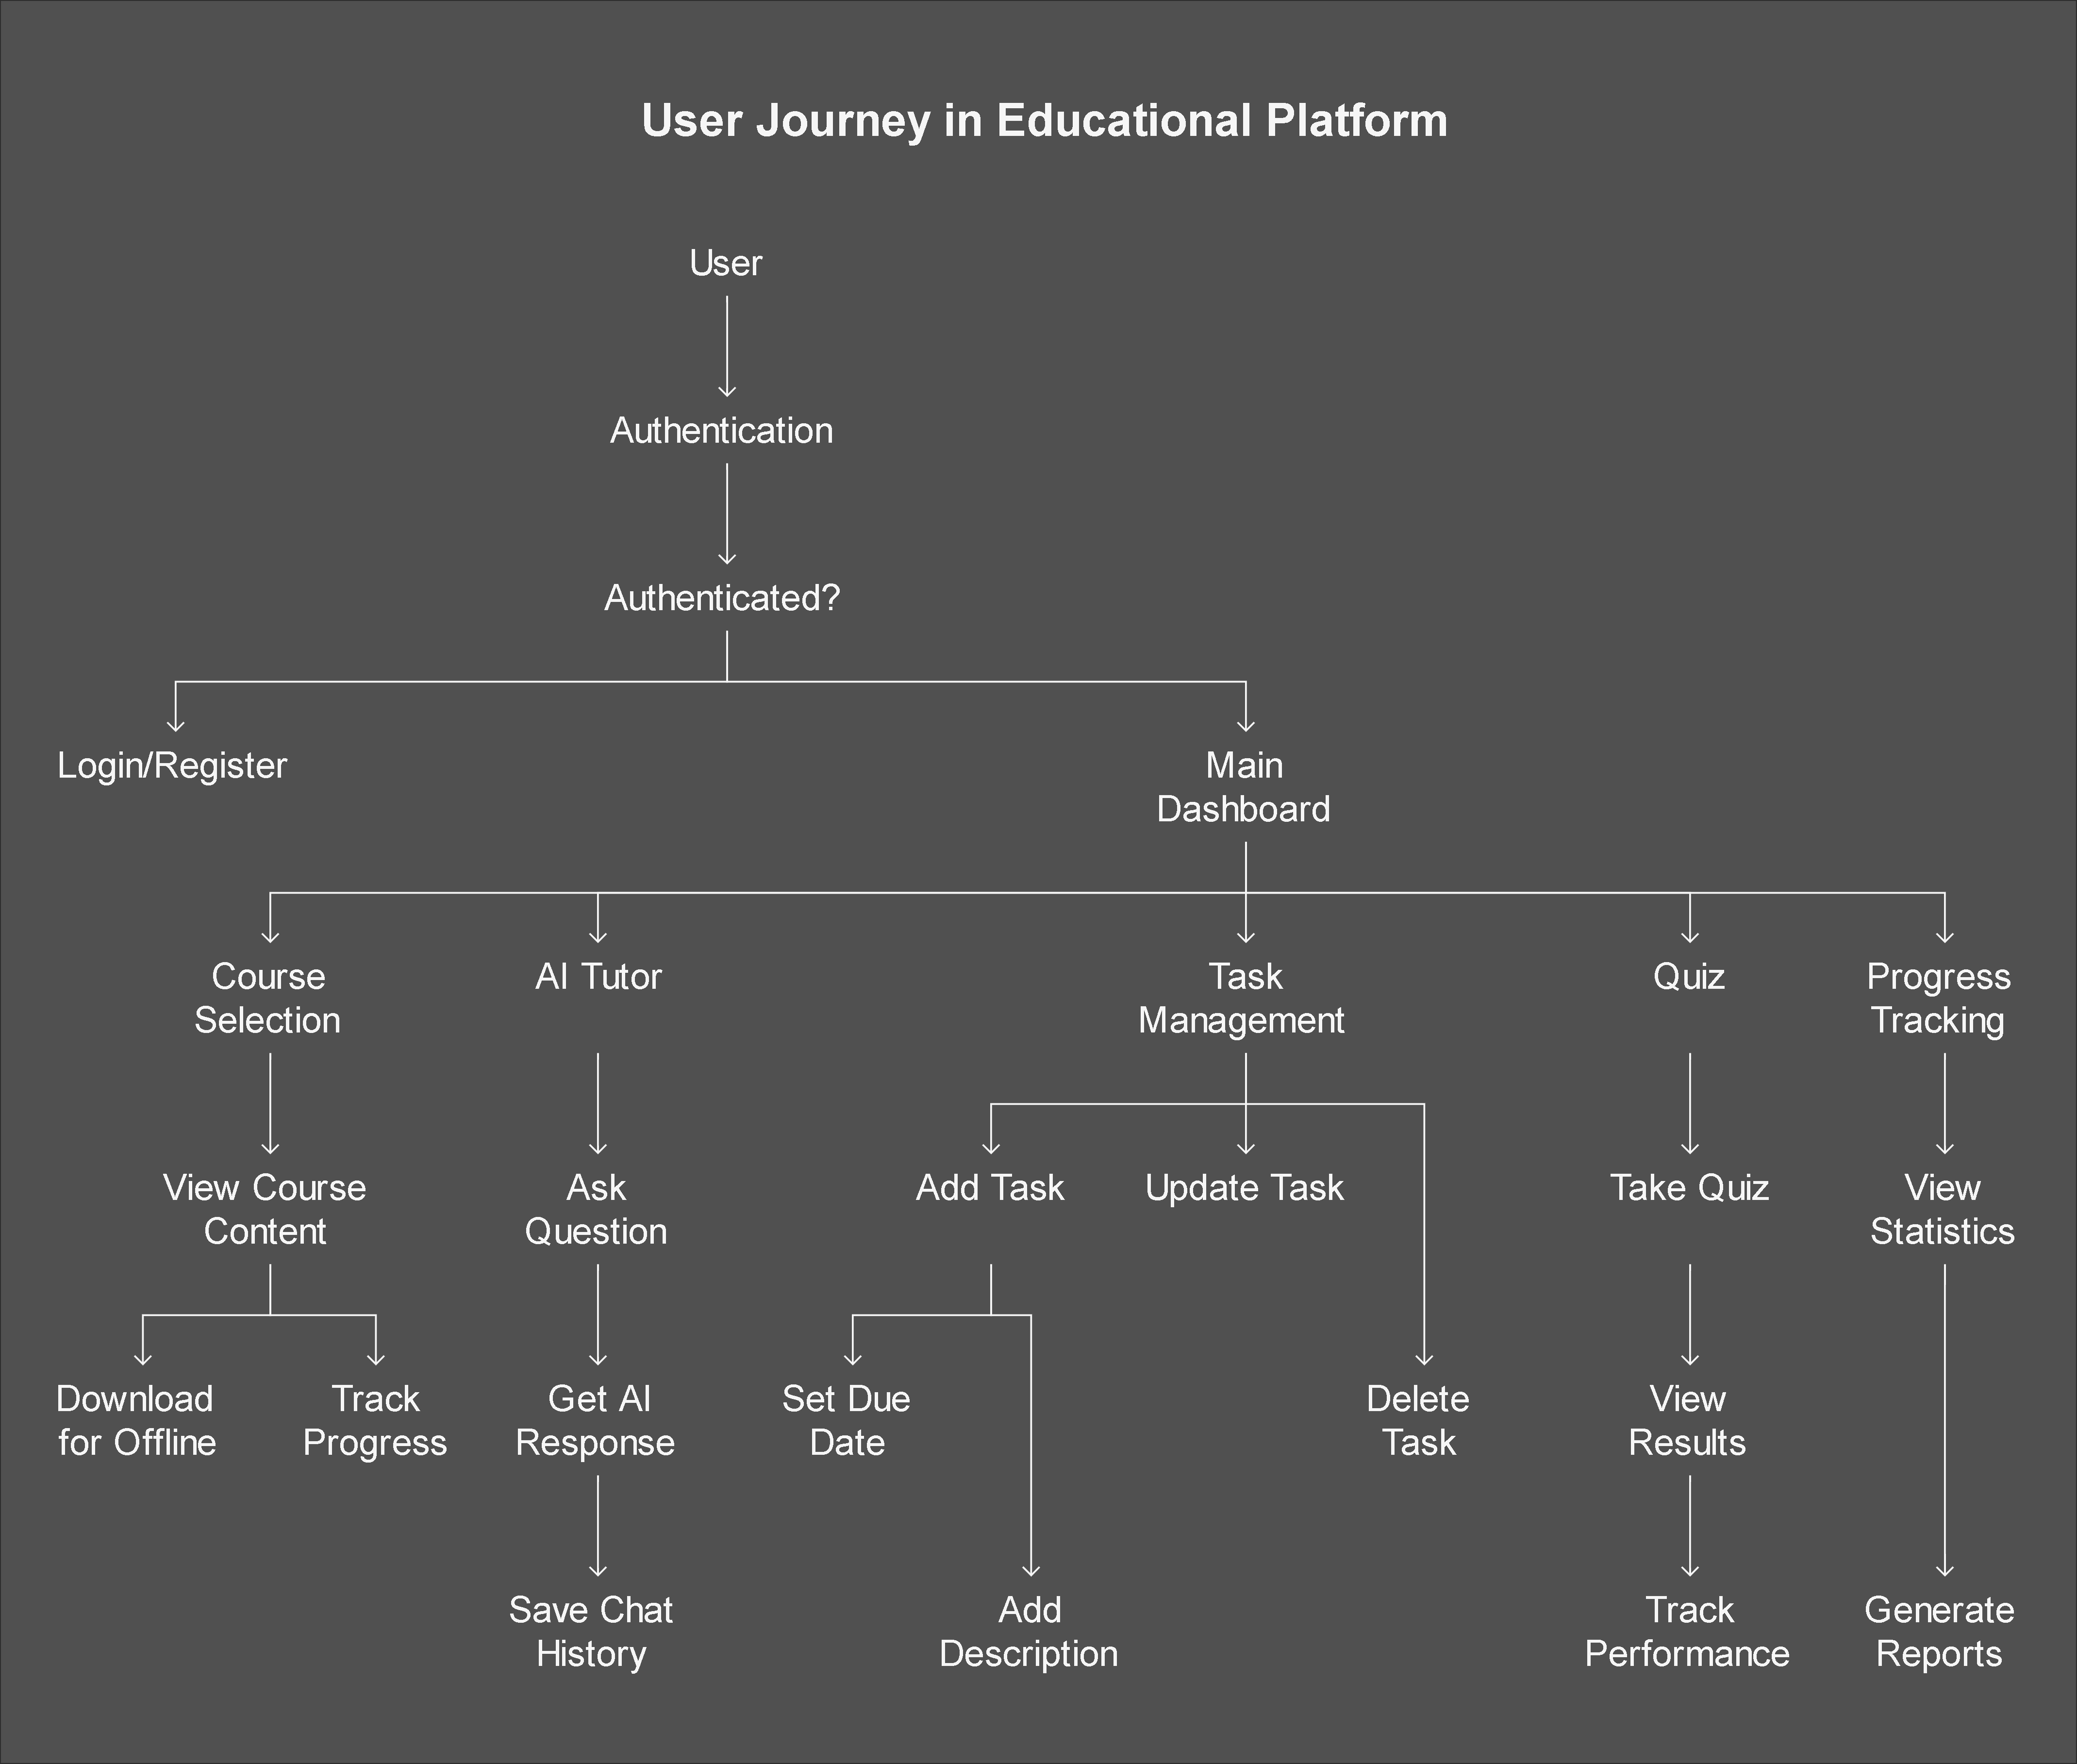 User Journey in Educational Platform
User
Authentication
Authenticated?
Login/Register
Main
Dashboard
Course
Selection
AI Tutor
Task
Management
Quiz
Progress
Tracking
View Course
Content
Ask
Question
Add Task
Update Task
Take Quiz
View
Statistics
Download
for Offline
Track
Progress
Get AI
Response
Set Due
Date
Delete
Task
View
Results
Save Chat
History
Add
Description
Track
Performance
Generate
Reports